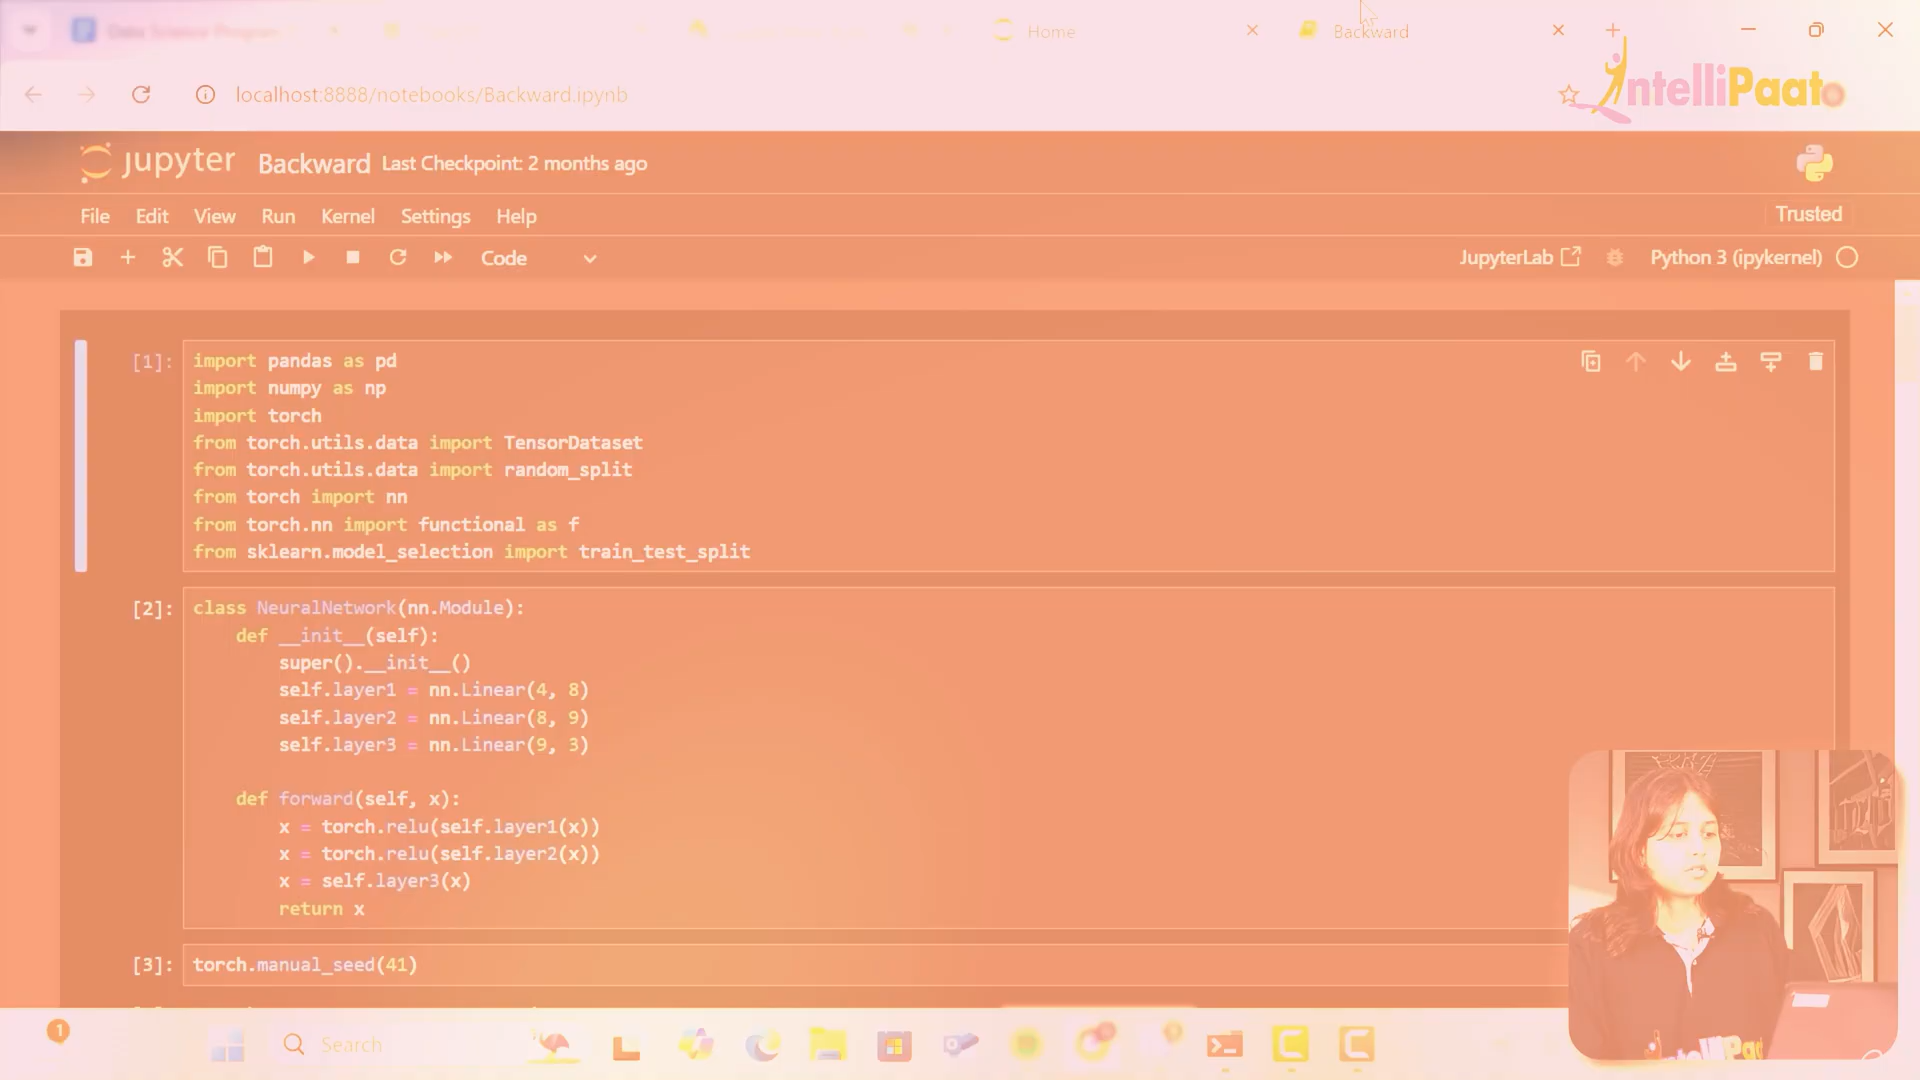 Home
Backward
localhost:8888/notebooks/Backward.ipynb
IntelliPaat
jupyter Backward Last Checkpoint: 2 months ago
File Edit View Run Kernel Settings Help
Trusted
Code
JupyterLab
Python 3 (ipykernel)
[1]:
import pandas as pd
import numpy as np
import torch
from torch.utils.data import TensorDataset
from torch.utils.data import random_split
from torch import nn
from torch.nn import functional as f
from sklearn.model_selection import train_test_split
[2]:
class NeuralNetwork(nn.Module):
    def __init__(self):
        super().__init__()
        self.layer1 = nn.Linear(4, 8)
        self.layer2 = nn.Linear(8, 9)
        self.layer3 = nn.Linear(9, 3)
    def forward(self, x):
        x = torch.relu(self.layer1(x))
        x = torch.relu(self.layer2(x))
        x = self.layer3(x)
        return x
[3]:
torch.manual_seed(41)
1
Search